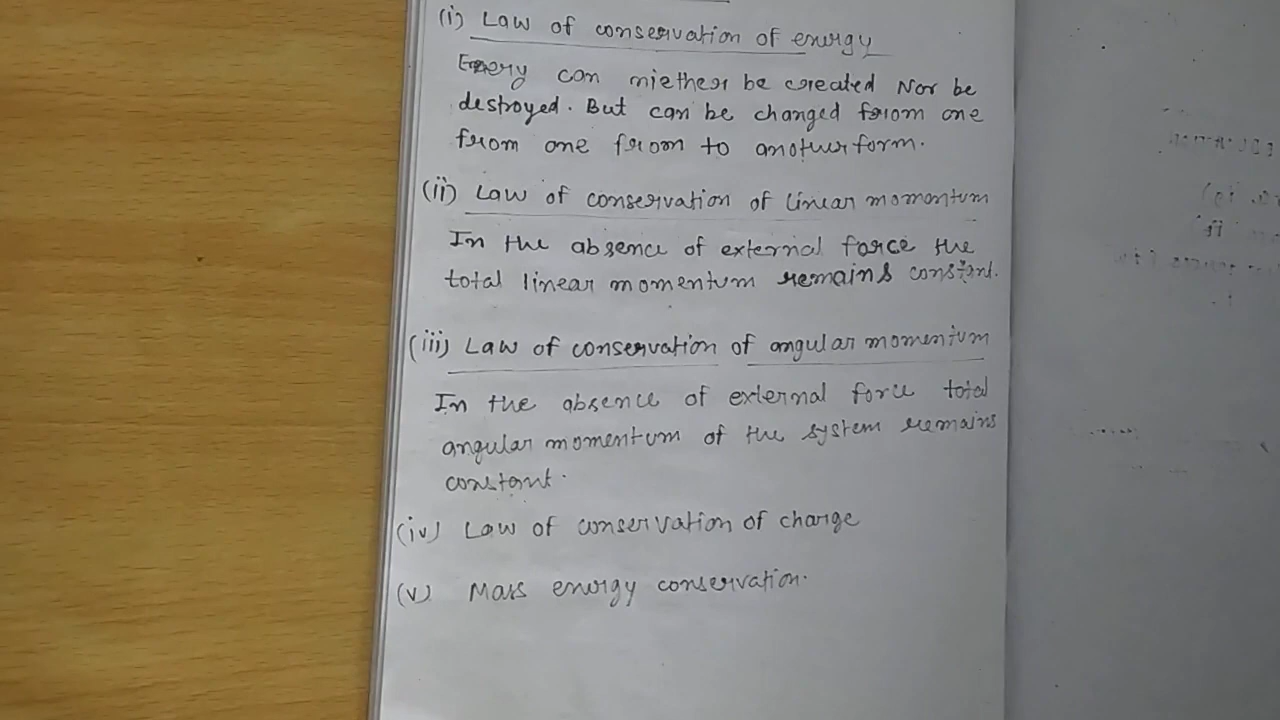 (i) Law of conservation of energy
Enery can niether be created Nor be
destroyed. But can be changed from one
from one from to another form.
(ii) Law of conservation of linear momentum
In the absence of external force the
total linear momentum remains constant.
(iii) Law of conservation of angular momentum
In the absence of external force total
angular momentum of the system remains
constant.
(iv) Law of conservation of charge
(v) Mass energy conservation.